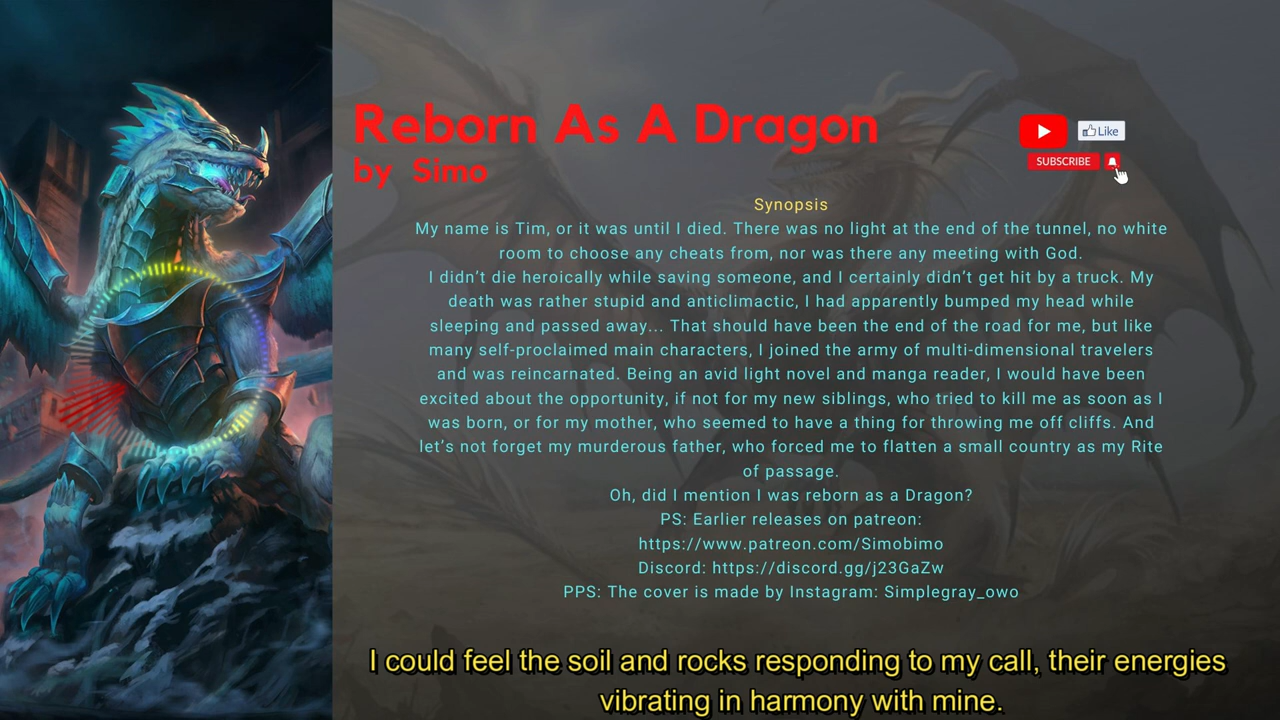 Reborn As A Dragon
by Simo
Like
SUBSCRIBE
Synopsis
My name is Tim, or it was until I died. There was no light at the end of the tunnel, no white
room to choose any cheats from, nor was there any meeting with God.
I didn't die heroically while saving someone, and I certainly didn't get hit by a truck. My
death was rather stupid and anticlimactic, I had apparently bumped my head while
sleeping and passed away... That should have been the end of the road for me, but like
many self-proclaimed main characters, I joined the army of multi-dimensional travelers
and was reincarnated. Being an avid light novel and manga reader, I would have been
excited about the opportunity, if not for my new siblings, who tried to kill me as soon as I
was born, or for my mother, who seemed to have a thing for throwing me off cliffs. And
let's not forget my murderous father, who forced me to flatten a small country as my Rite
of passage.
Oh, did I mention I was reborn as a Dragon?
PS: Earlier releases on patreon:
https://www.patreon.com/Simobimo
Discord: https://discord.gg/j23GaZw
PPS: The cover is made by Instagram: Simplegray_owo
I could feel the soil and rocks responding to my call, their energies
vibrating in harmony with mine.